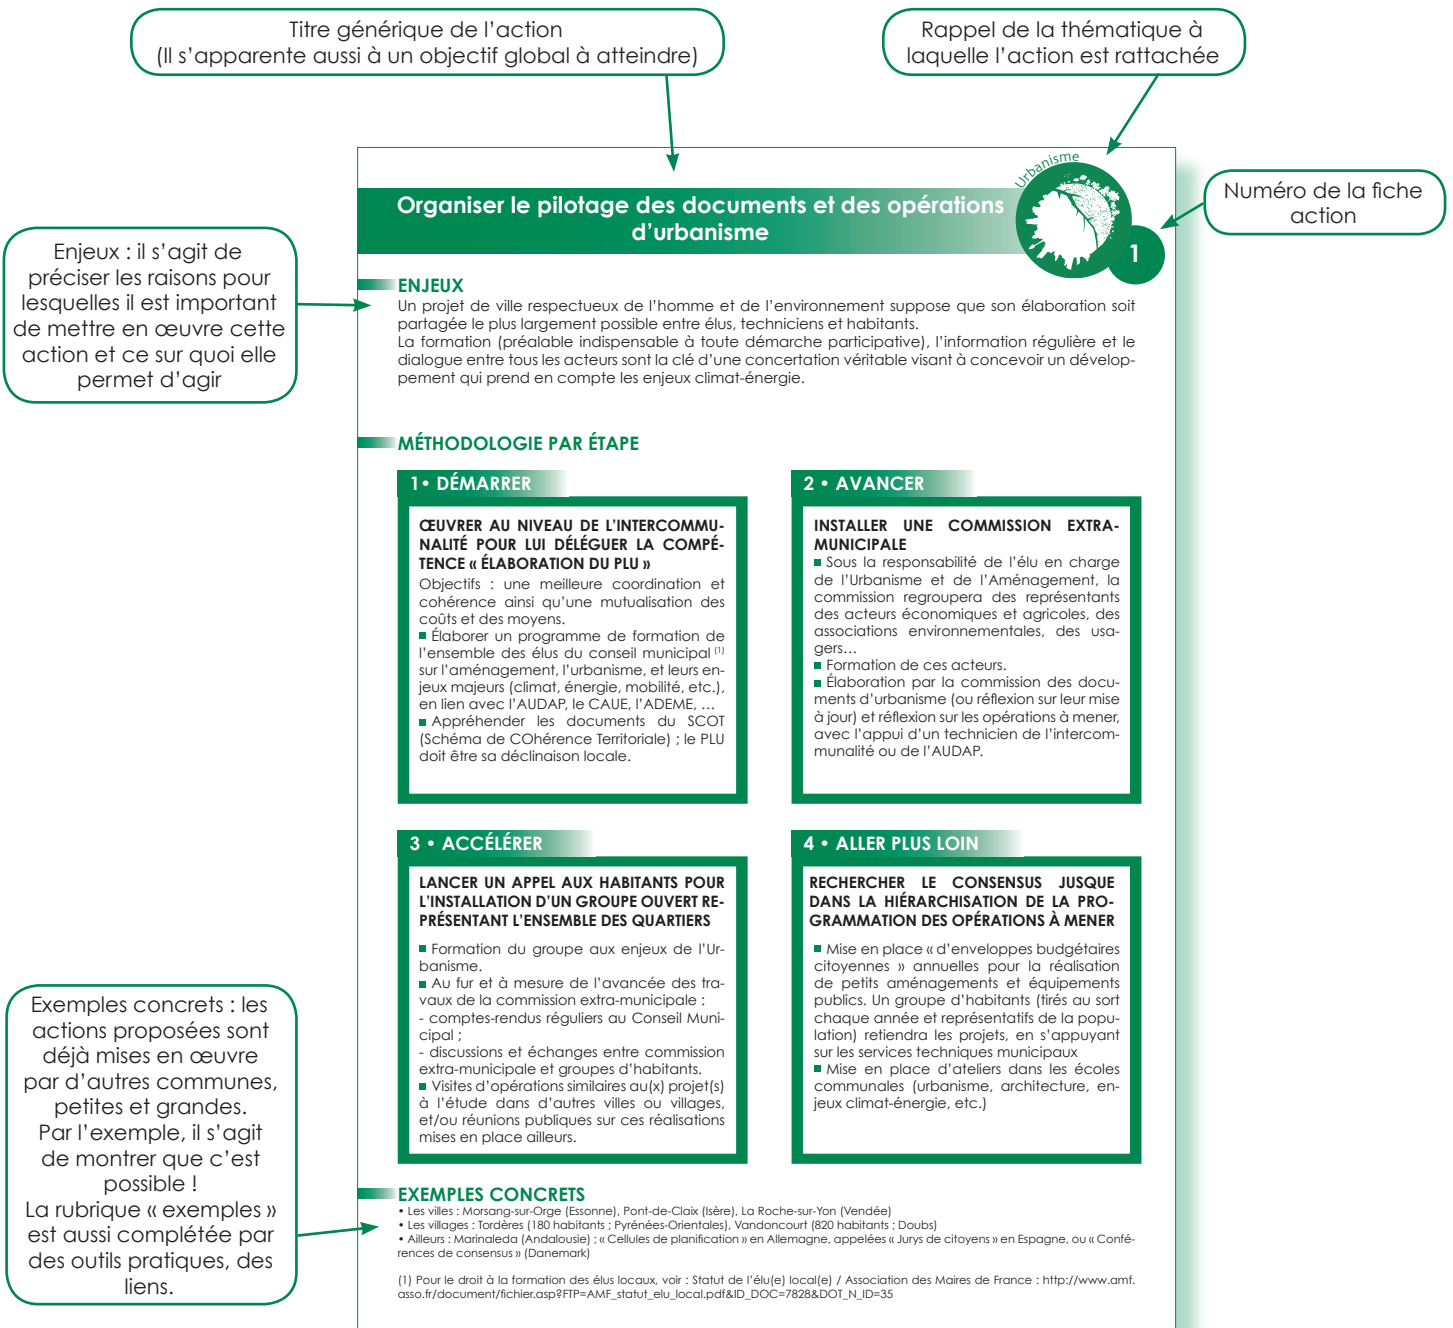 Titre générique de l'action
(Il s'apparente aussi à un objectif global à atteindre)
Rappel de la thématique à
laquelle l'action est rattachée
Urbanisme
Organiser le pilotage des documents et des opérations
d'urbanisme
1
Numéro de la fiche
action
Enjeux : il s'agit de
préciser les raisons pour
lesquelles il est important
de mettre en œuvre cette
action et ce sur quoi elle
permet d'agir
ENJEUX
Un projet de ville respectueux de l'homme et de l'environnement suppose que son élaboration soit
partagée le plus largement possible entre élus, techniciens et habitants.
La formation (préalable indispensable à toute démarche participative), l'information régulière et le
dialogue entre tous les acteurs sont la clé d'une concertation véritable visant à concevoir un dévelop-
pement qui prend en compte les enjeux climat-énergie.
MÉTHODOLOGIE PAR ÉTAPE
1• DÉMARRER
ŒUVRER AU NIVEAU DE L'INTERCOMMU-
NALITÉ POUR LUI DÉLÉGUER LA COMPÉ-
TENCE « ÉLABORATION DU PLU »
Objectifs : une meilleure coordination et
cohérence ainsi qu'une mutualisation des
coûts et des moyens.
■ Élaborer un programme de formation de
l'ensemble des élus du conseil municipal (1)
sur l'aménagement, l'urbanisme, et leurs en-
jeux majeurs (climat, énergie, mobilité, etc.),
en lien avec l'AUDAP, le CAUE, l'ADEME, …
■ Appréhender les documents du SCOT
(Schéma de COhérence Territoriale) ; le PLU
doit être sa déclinaison locale.
2 • AVANCER
INSTALLER UNE COMMISSION EXTRA-
MUNICIPALE
■ Sous la responsabilité de l'élu en charge
de l'Urbanisme et de l'Aménagement, la
commission regroupera des représentants
des acteurs économiques et agricoles, des
associations environnementales, des usa-
gers…
■ Formation de ces acteurs.
■ Élaboration par la commission des docu-
ments d'urbanisme (ou réflexion sur leur mise
à jour) et réflexion sur les opérations à mener,
avec l'appui d'un technicien de l'intercom-
munalité ou de l'AUDAP.
3 • ACCÉLÉRER
LANCER UN APPEL AUX HABITANTS POUR
L'INSTALLATION D'UN GROUPE OUVERT RE-
PRÉSENTANT L'ENSEMBLE DES QUARTIERS
■ Formation du groupe aux enjeux de l'Ur-
banisme.
■ Au fur et à mesure de l'avancée des tra-
vaux de la commission extra-municipale :
- comptes-rendus réguliers au Conseil Muni-
cipal ;
- discussions et échanges entre commission
extra-municipale et groupes d'habitants.
■ Visites d'opérations similaires au(x) projet(s)
à l'étude dans d'autres villes ou villages,
et/ou réunions publiques sur ces réalisations
mises en place ailleurs.
4 • ALLER PLUS LOIN
RECHERCHER LE CONSENSUS JUSQUE
DANS LA HIÉRARCHISATION DE LA PRO-
GRAMMATION DES OPÉRATIONS À MENER
■ Mise en place « d'enveloppes budgétaires
citoyennes » annuelles pour la réalisation
de petits aménagements et équipements
publics. Un groupe d'habitants (tirés au sort
chaque année et représentatifs de la popu-
lation) retiendra les projets, en s'appuyant
sur les services techniques municipaux
■ Mise en place d'ateliers dans les écoles
communales (urbanisme, architecture, en-
jeux climat-énergie, etc.)
Exemples concrets : les
actions proposées sont
déjà mises en œuvre
par d'autres communes,
petites et grandes.
Par l'exemple, il s'agit
de montrer que c'est
possible !
La rubrique « exemples »
est aussi complétée par
des outils pratiques, des
liens.
EXEMPLES CONCRETS
• Les villes : Morsang-sur-Orge (Essonne), Pont-de-Claix (Isère), La Roche-sur-Yon (Vendée)
• Les villages : Tordères (180 habitants ; Pyrénées-Orientales), Vandoncourt (820 habitants ; Doubs)
• Ailleurs : Marinaleda (Andalousie) ; « Cellules de planification » en Allemagne, appelées « Jurys de citoyens » en Espagne, ou « Confé-
rences de consensus » (Danemark)
(1) Pour le droit à la formation des élus locaux, voir : Statut de l'élu(e) local(e) / Association des Maires de France : http://www.amf.
asso.fr/document/fichier.asp?FTP=AMF_statut_elu_local.pdf&ID_DOC=7828&DOT_N_ID=35